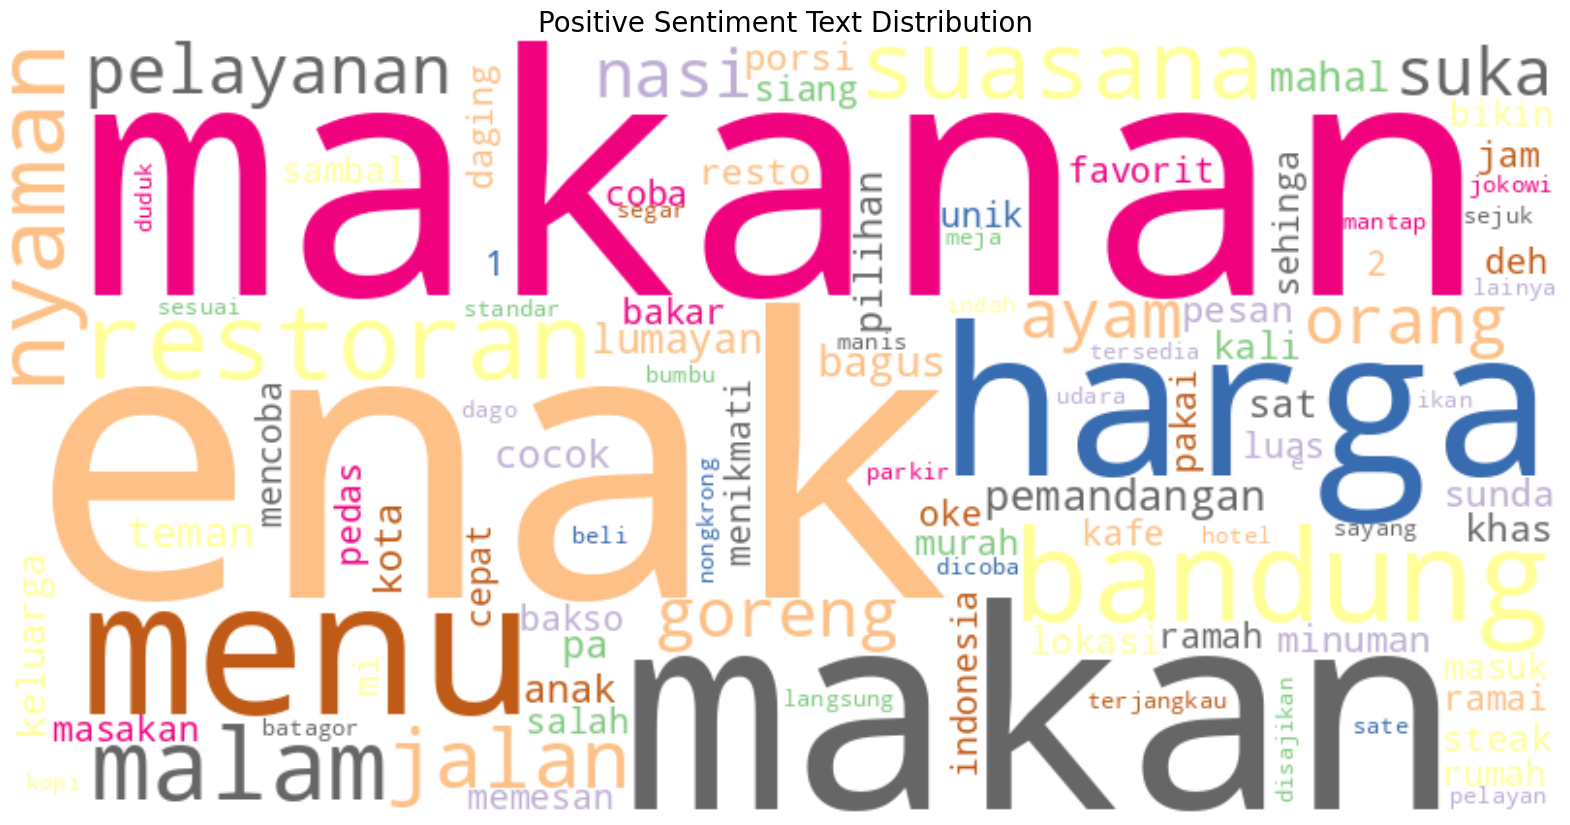 Positive Sentiment Text Distribution
nyaman
pelayanan
makanan
daging
nasi
porsi
siang
suasana
mahal
suka
bikin
duduk
sambal
coba
segar
resto
pilihan
unik
meja
favorit
sehinga
mantap
jam
jokowi
sejuk
1
2
deh
lainya
sesuai
standar
bakar
indah
ayam
pesan
orang
restoran
lumayan
manis
bagus
tersedia
kali
bumbu
enak
harga
mencoba
dago
menikmati
udara
pakai
sat
ikan
cocok
luas
e
pedas
nongkrong
parkir
pemandangan
sunda
teman
kota
cepat
beli
oke
kafe
hotel
sayang
khas
murah
dicoba
bandung
keluarga
menu
bakso
goreng
indonesia
pa
lokasi
ramah
minuman
mi
anak
makan
langsung
terjangkau
disajikan
masuk
ramai
masakan
batagor
salah
sate
steak
malam
jalan
rumah
kopi
memesan
pelayan